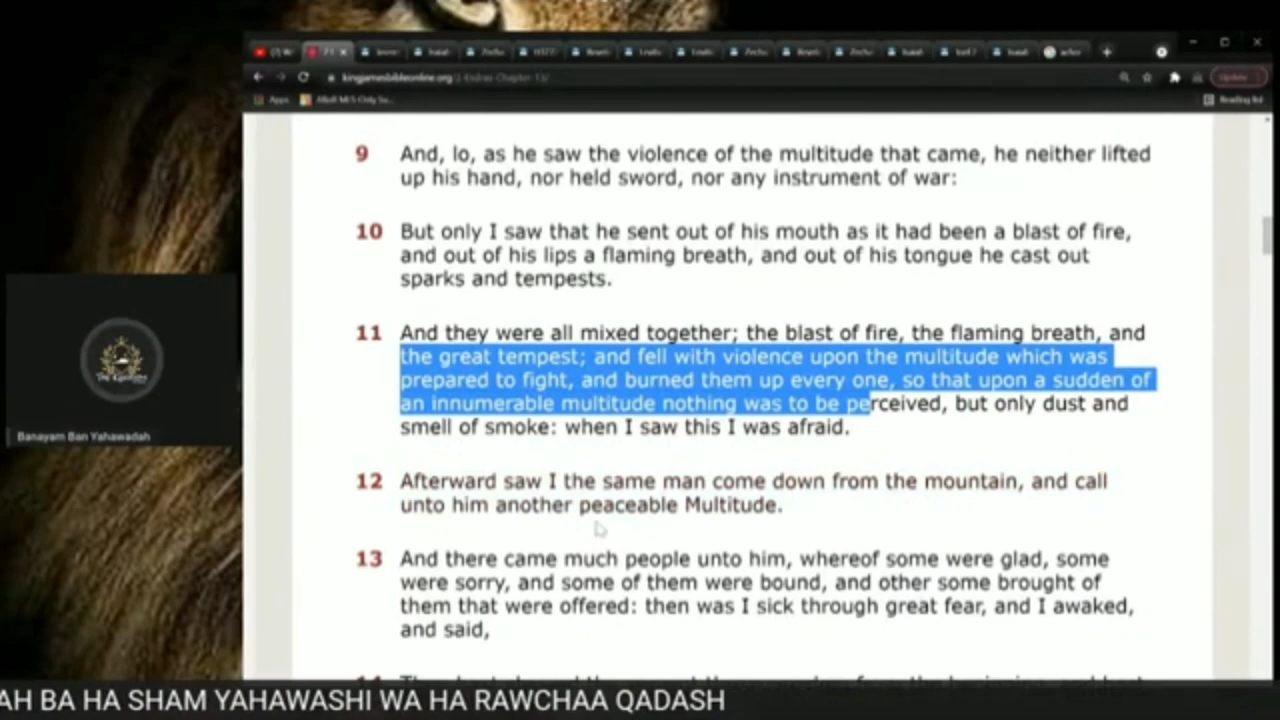 kingjamesbibleonline.org/2-Esdras-Chapter-13/
Update
Apps
Reading list
9 And, lo, as he saw the violence of the multitude that came, he neither lifted
up his hand, nor held sword, nor any instrument of war:
10 But only I saw that he sent out of his mouth as it had been a blast of fire,
and out of his lips a flaming breath, and out of his tongue he cast out
sparks and tempests.
11 And they were all mixed together; the blast of fire, the flaming breath, and
the great tempest; and fell with violence upon the multitude which was
prepared to fight, and burned them up every one, so that upon a sudden of
an innumerable multitude nothing was to be perceived, but only dust and
smell of smoke: when I saw this I was afraid.
12 Afterward saw I the same man come down from the mountain, and call
unto him another peaceable Multitude.
13 And there came much people unto him, whereof some were glad, some
were sorry, and some of them were bound, and other some brought of
them that were offered: then was I sick through great fear, and I awaked,
and said,
Banayam Ban Yahawadah
AH BA HA SHAM YAHAWASHI WA HA RAWCHAA QADASH